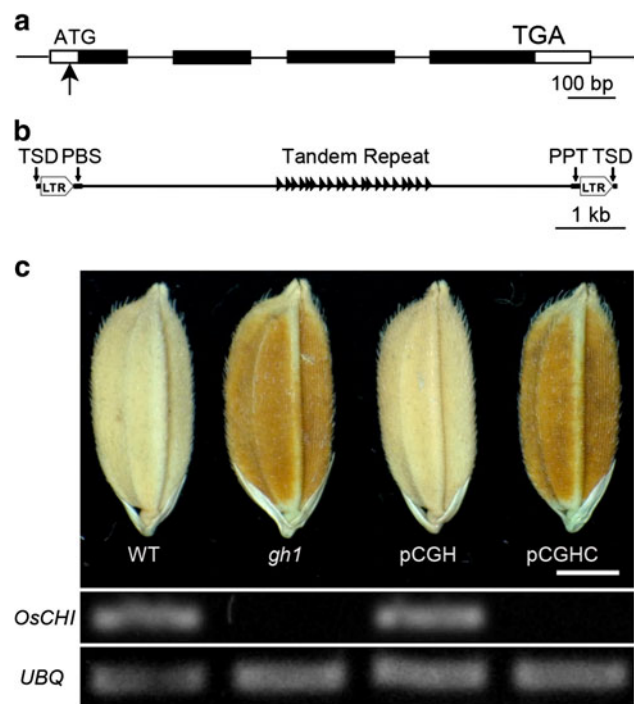 a
ATG TGA
100 bp
b
TSD PBS Tandem Repeat PPT TSD
LTR LTR
1 kb
c
WT gh1 pCGH pCGHC
OsCHI
UBQ